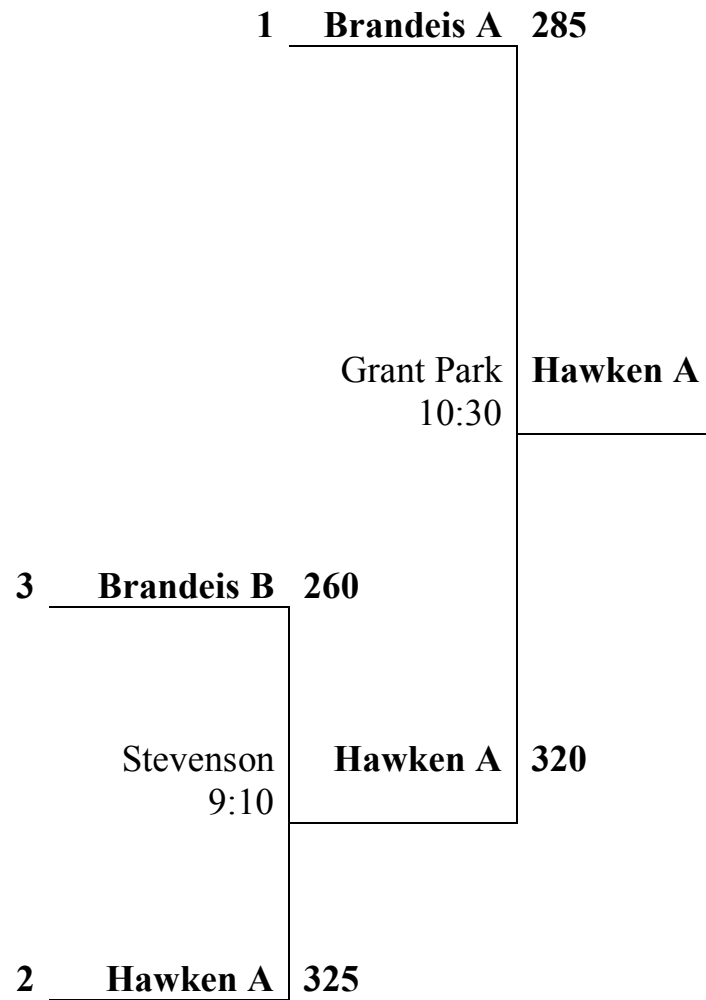 1 Brandeis A 285
Grant Park Hawken A
10:30
3 Brandeis B 260
Stevenson Hawken A 320
9:10
2 Hawken A 325